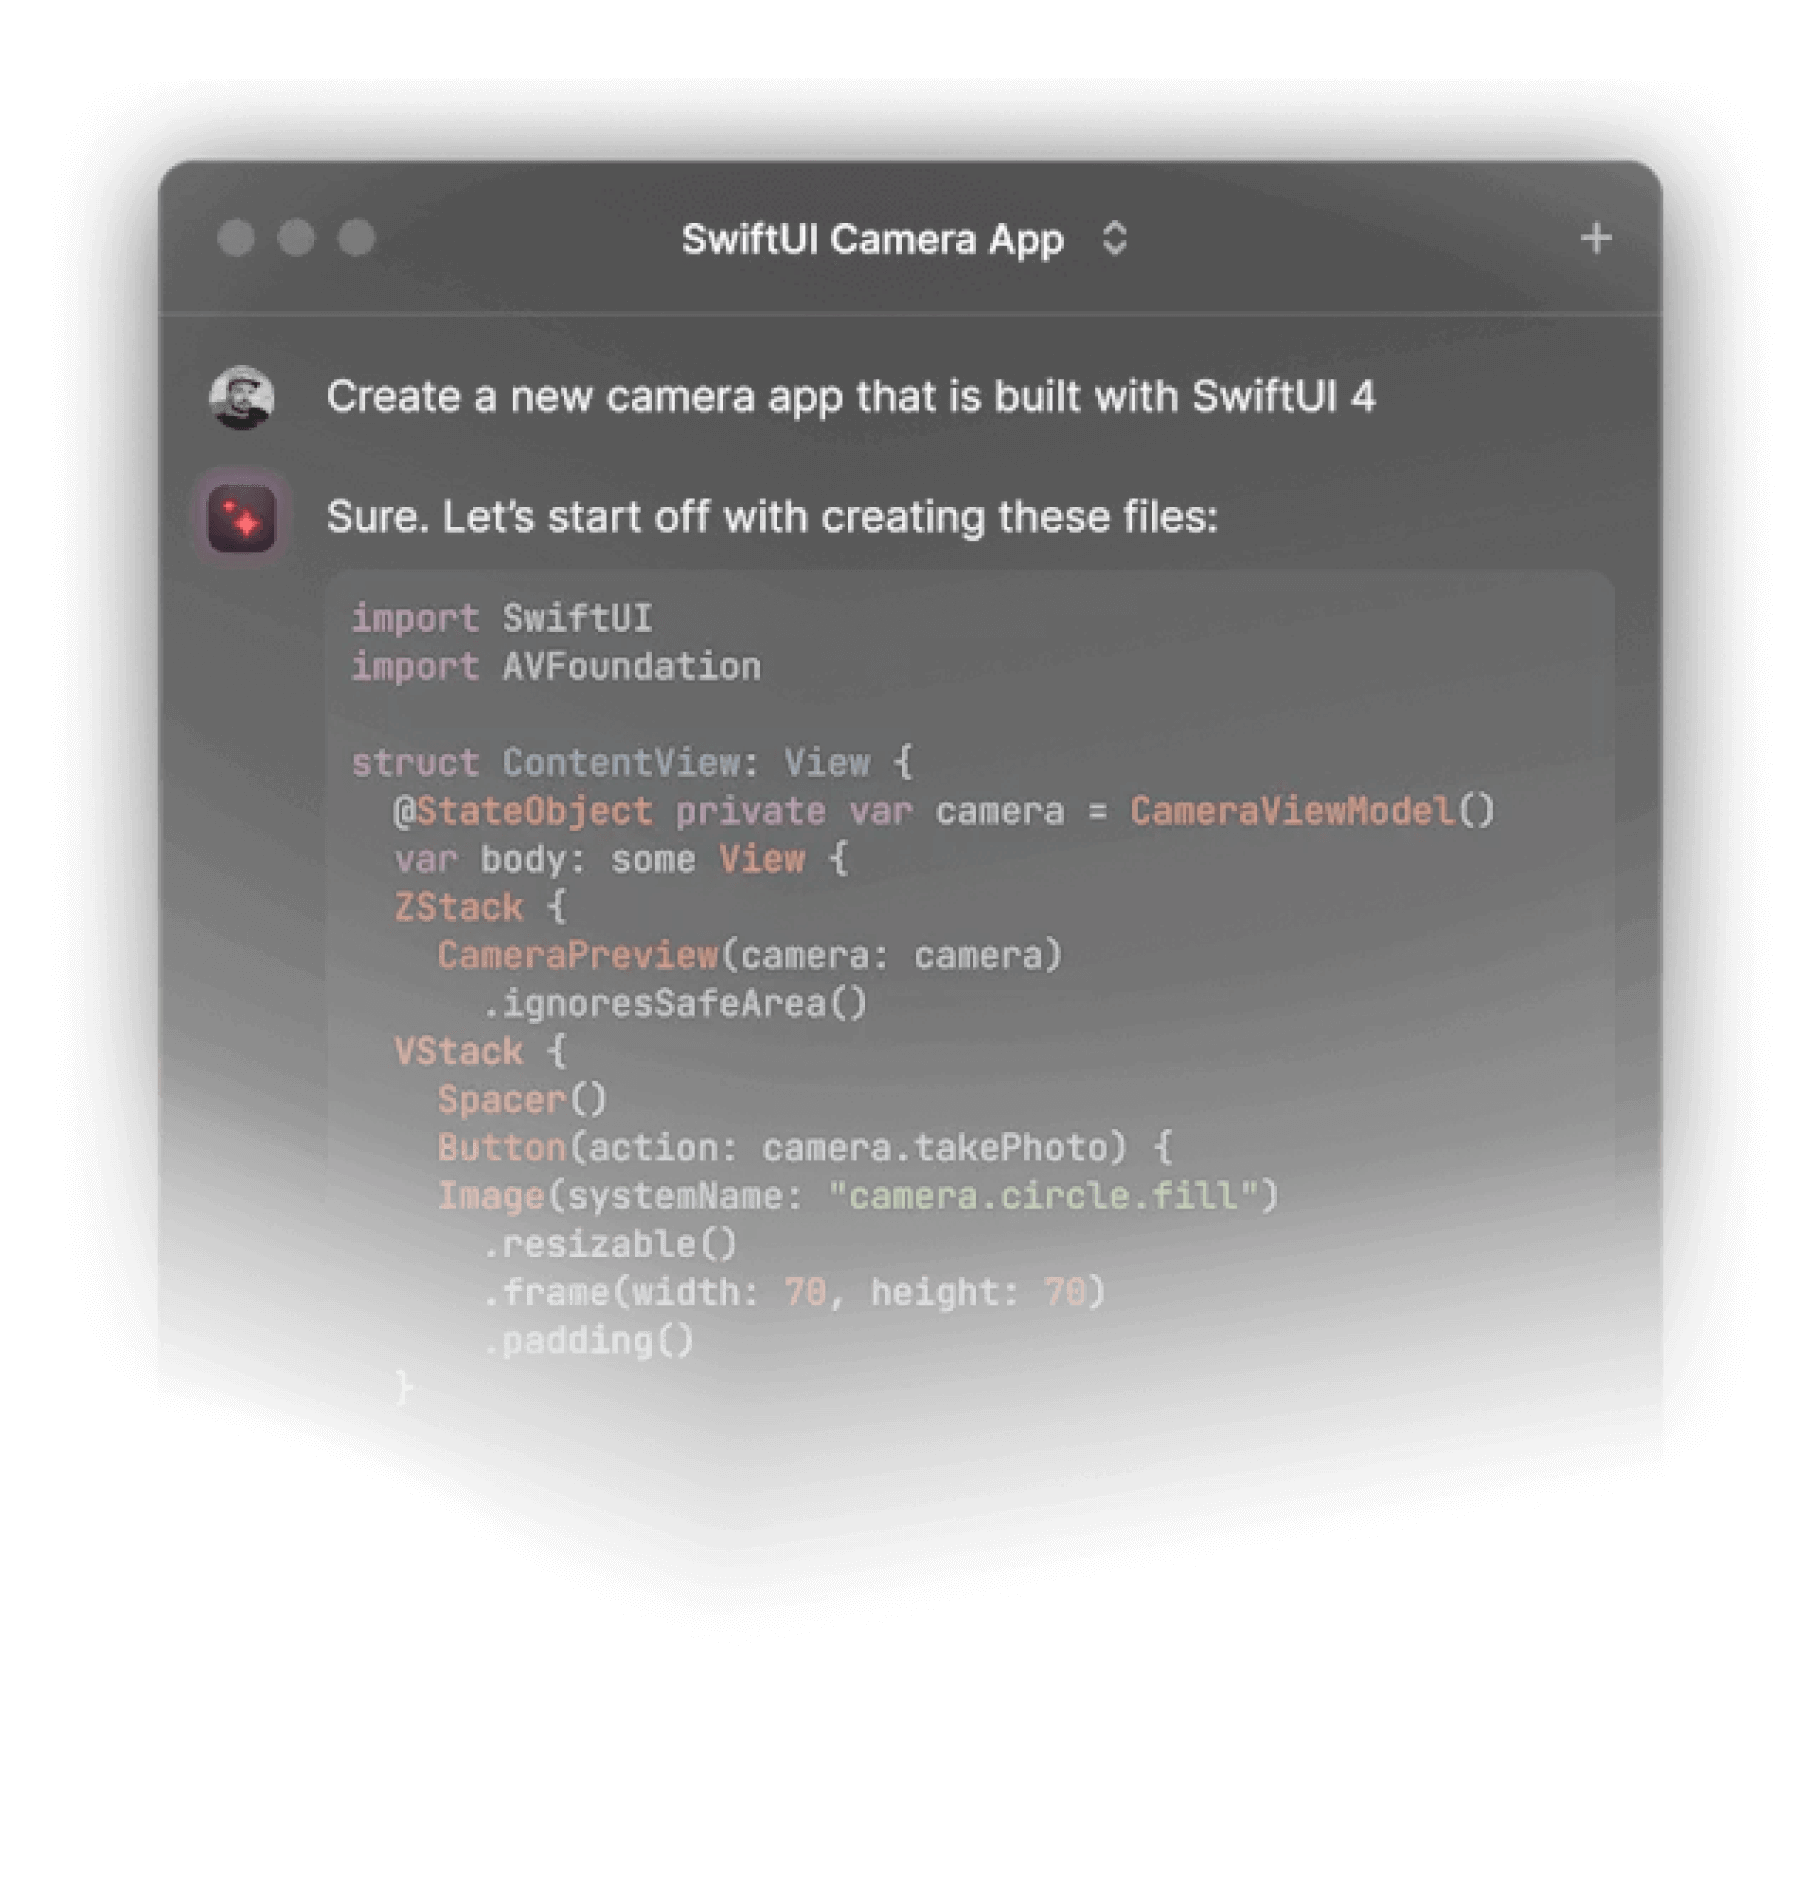 SwiftUI Camera App
Create a new camera app that is built with SwiftUI 4
Sure. Let’s start off with creating these files:
import SwiftUI
import AVFoundation
struct ContentView: View {
@StateObject private var camera = CameraViewModel()
var body: some View {
ZStack {
CameraPreview(camera: camera)
.ignoresSafeArea()
VStack {
Spacer()
Button(action: camera.takePhoto) {
Image(systemName: "camera.circle.fill")
.resizable()
.frame(width: 70, height: 70)
.padding()
}